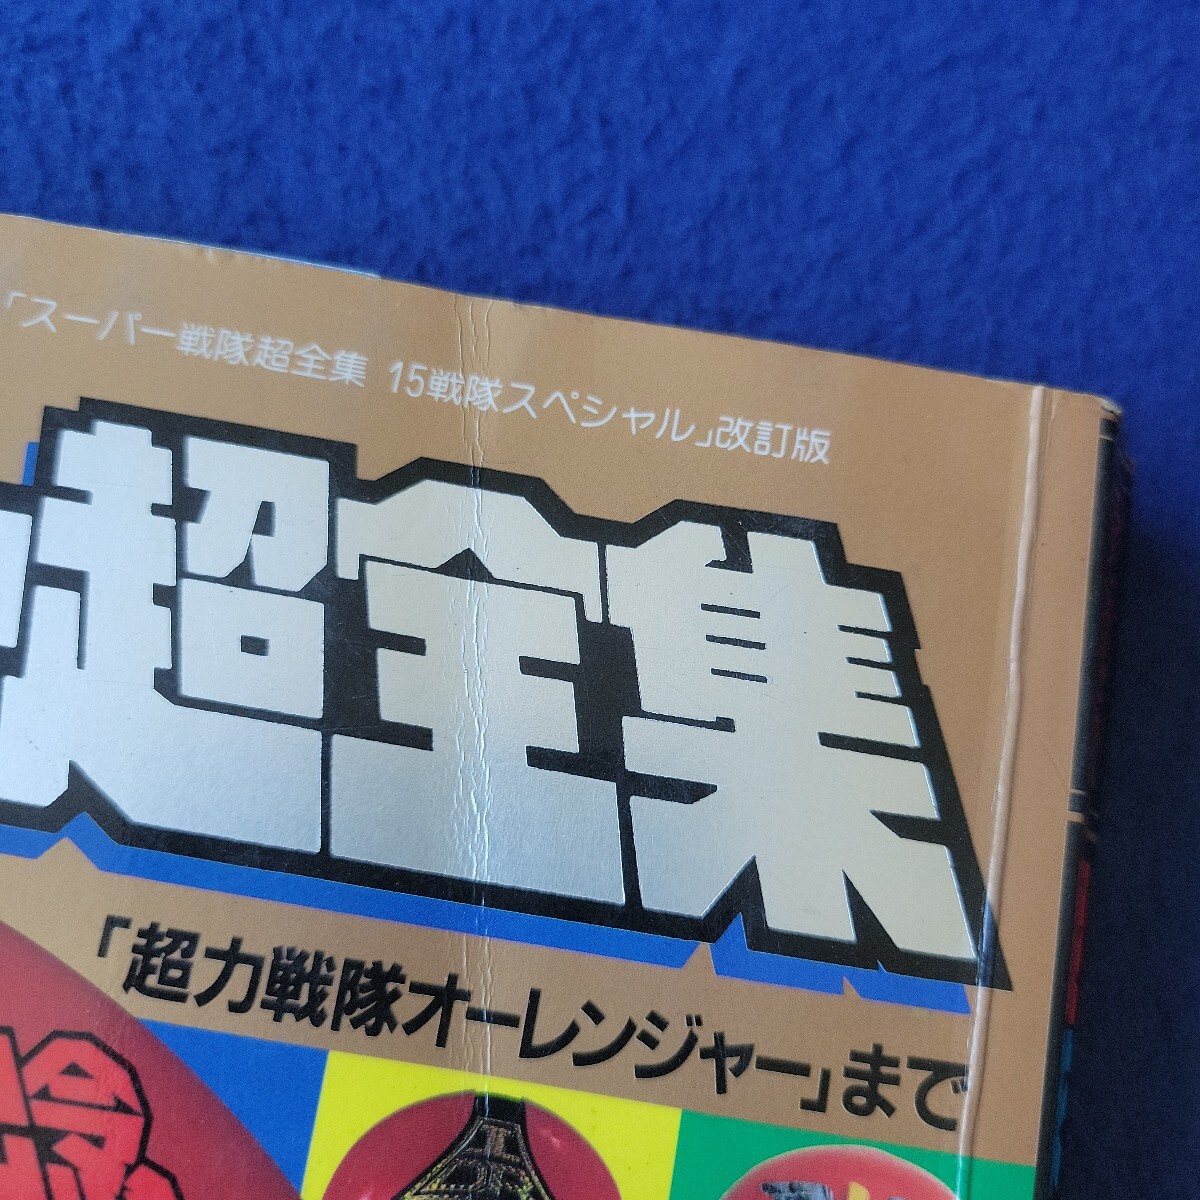 「スーパー戦隊超全集 15戦隊スペシャル」改訂版
超全集
「超力戦隊オーレンジャー」まで